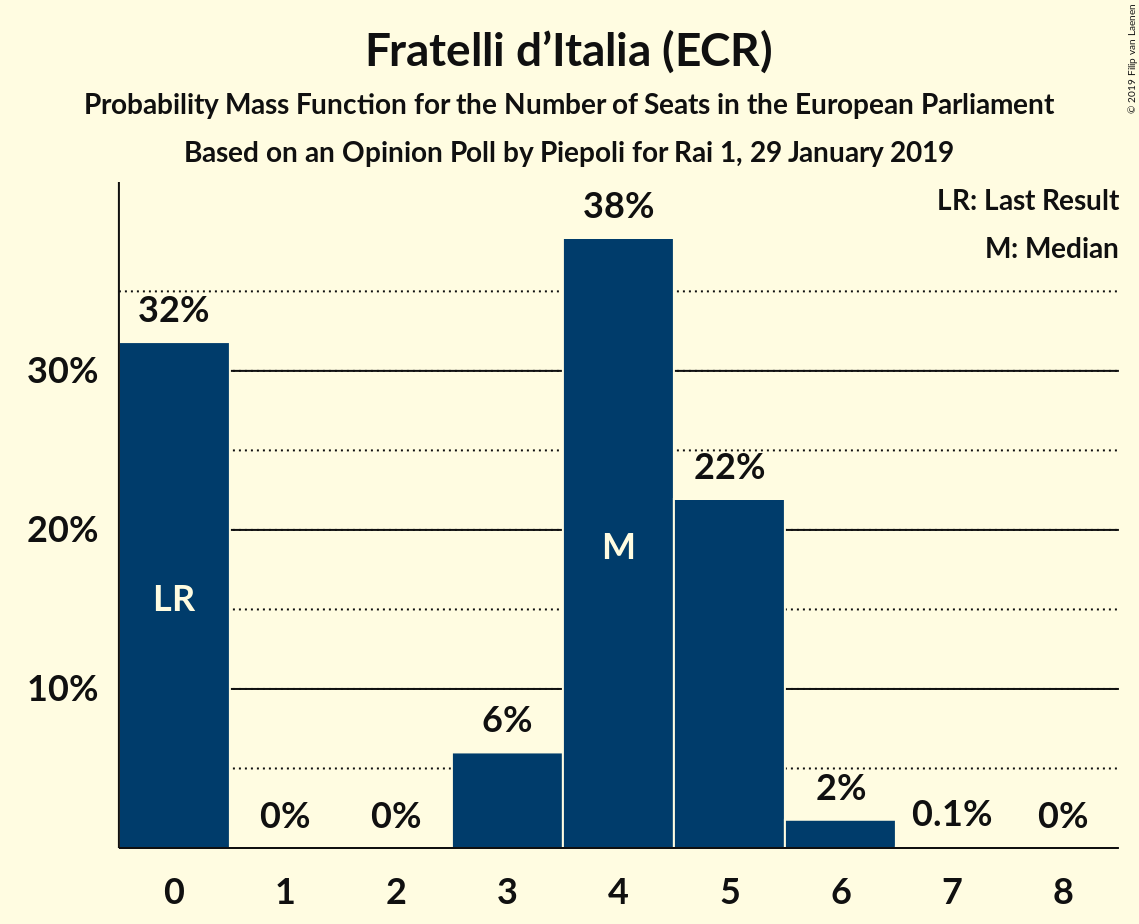 Fratelli d’Italia (ECR)
Probability Mass Function for the Number of Seats in the European Parliament
Based on an Opinion Poll by Piepoli for Rai 1, 29 January 2019
© 2019 Filip van Laenen
LR: Last Result
M: Median
38%
32%
30%
22%
20%
M
LR
10%
6%
2%
0%
0%
0.1%
0%
0 1 2 3 4 5 6 7 8